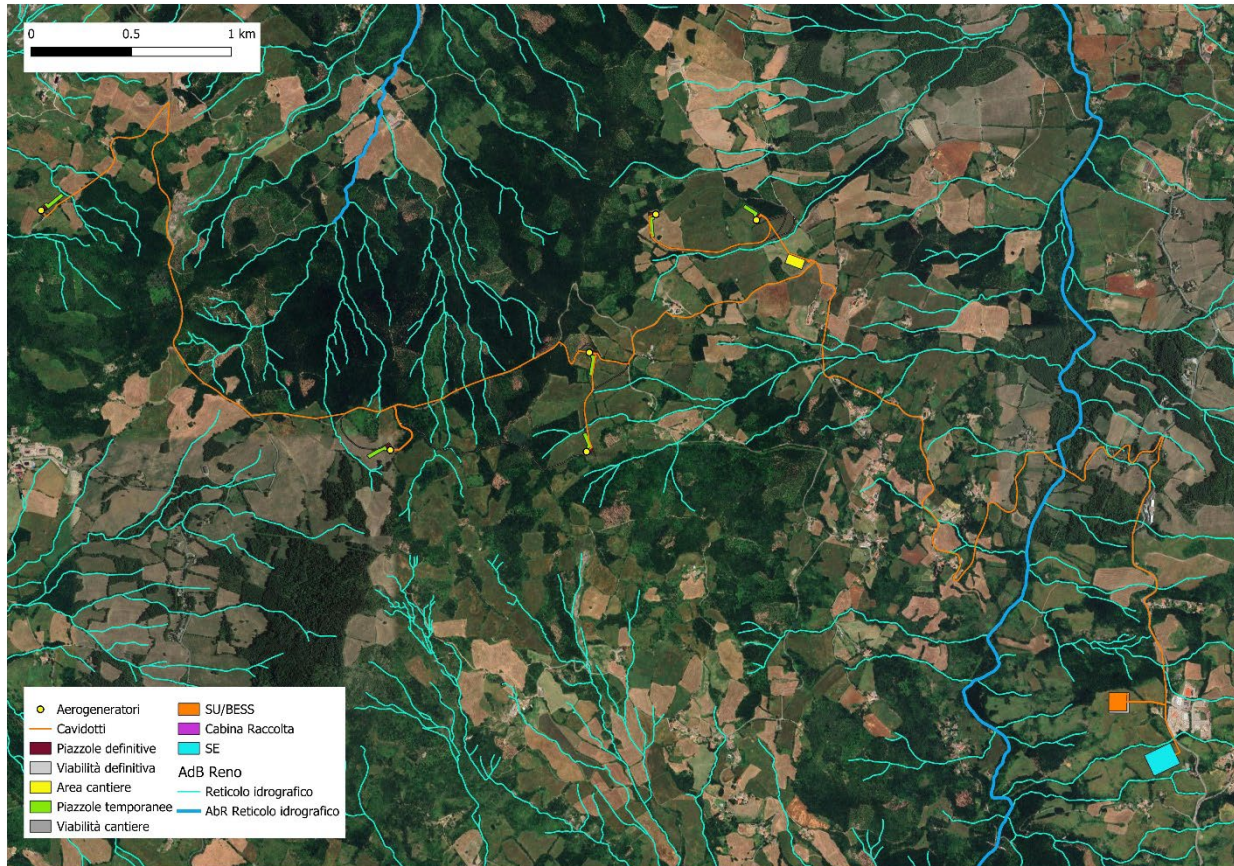 0 0.5 1 km
Aerogeneratori
Cavidotti
Piazzole definitive
Viabilità definitiva
Area cantiere
Piazzole temporanee
Viabilità cantiere
SU/BESS
Cabina Raccolta
SE
AdB Reno
Reticolo idrografico
AbR Reticolo idrografico